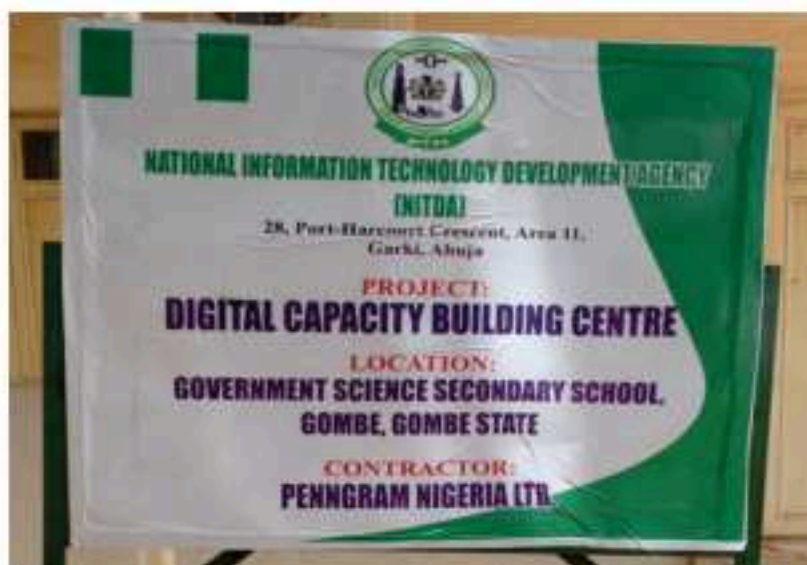 NATIONAL INFORMATION TECHNOLOGY DEVELOPMENT AGENCY
(NITDA)
28, Port-Harcourt Crescent, Area 11,
Garki, Abuja
PROJECT:
DIGITAL CAPACITY BUILDING CENTRE
LOCATION:
GOVERNMENT SCIENCE SECONDARY SCHOOL,
GOMBE, GOMBE STATE
CONTRACTOR:
PENNGRAM NIGERIA LTD.